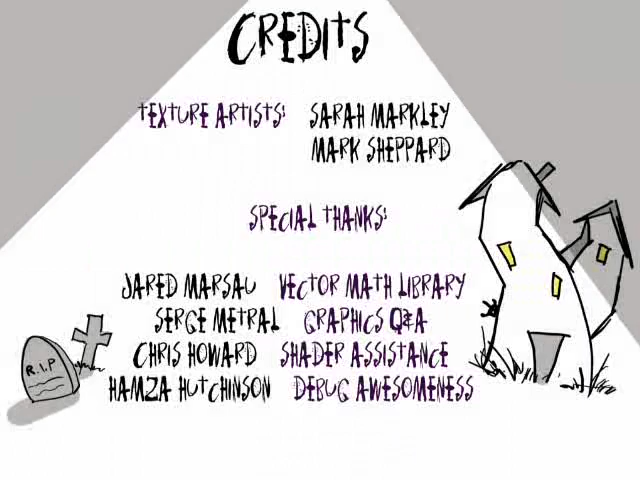 CREDITS
TEXTURE ARTISTS: SARAH MARKLEY
MARK SHEPPARD
SPECIAL THANKS:
JARED MARSAU VECTOR MATH LIBRARY
SERGE METRAL GRAPHICS Q&A
CHRIS HOWARD SHADER ASSISTANCE
HAMZA HUTCHINSON DEBUG AWESOMENESS
R.I.P